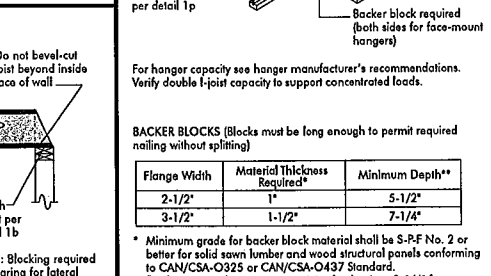 per detail 1p
Backer block required
(both sides for face-mount
hangers)
Do not bevel-cut
joist beyond inside
face of wall
For hanger capacity see hanger manufacturer's recommendations.
Verify double I-joist capacity to support concentrated loads.
BACKER BLOCKS (Blocks must be long enough to permit required
nailing without splitting)
Flange Width Material Thickness Required* Minimum Depth**
2-1/2" 1" 5-1/2"
3-1/2" 1-1/2" 7-1/4"
* Minimum grade for backer block material shall be S-P-F No. 2 or
better for solid sawn lumber and wood structural panels conforming
to CAN/CSA-O325 or CAN/CSA-O437 Standard.
per
1b
: Blocking required
for lateral